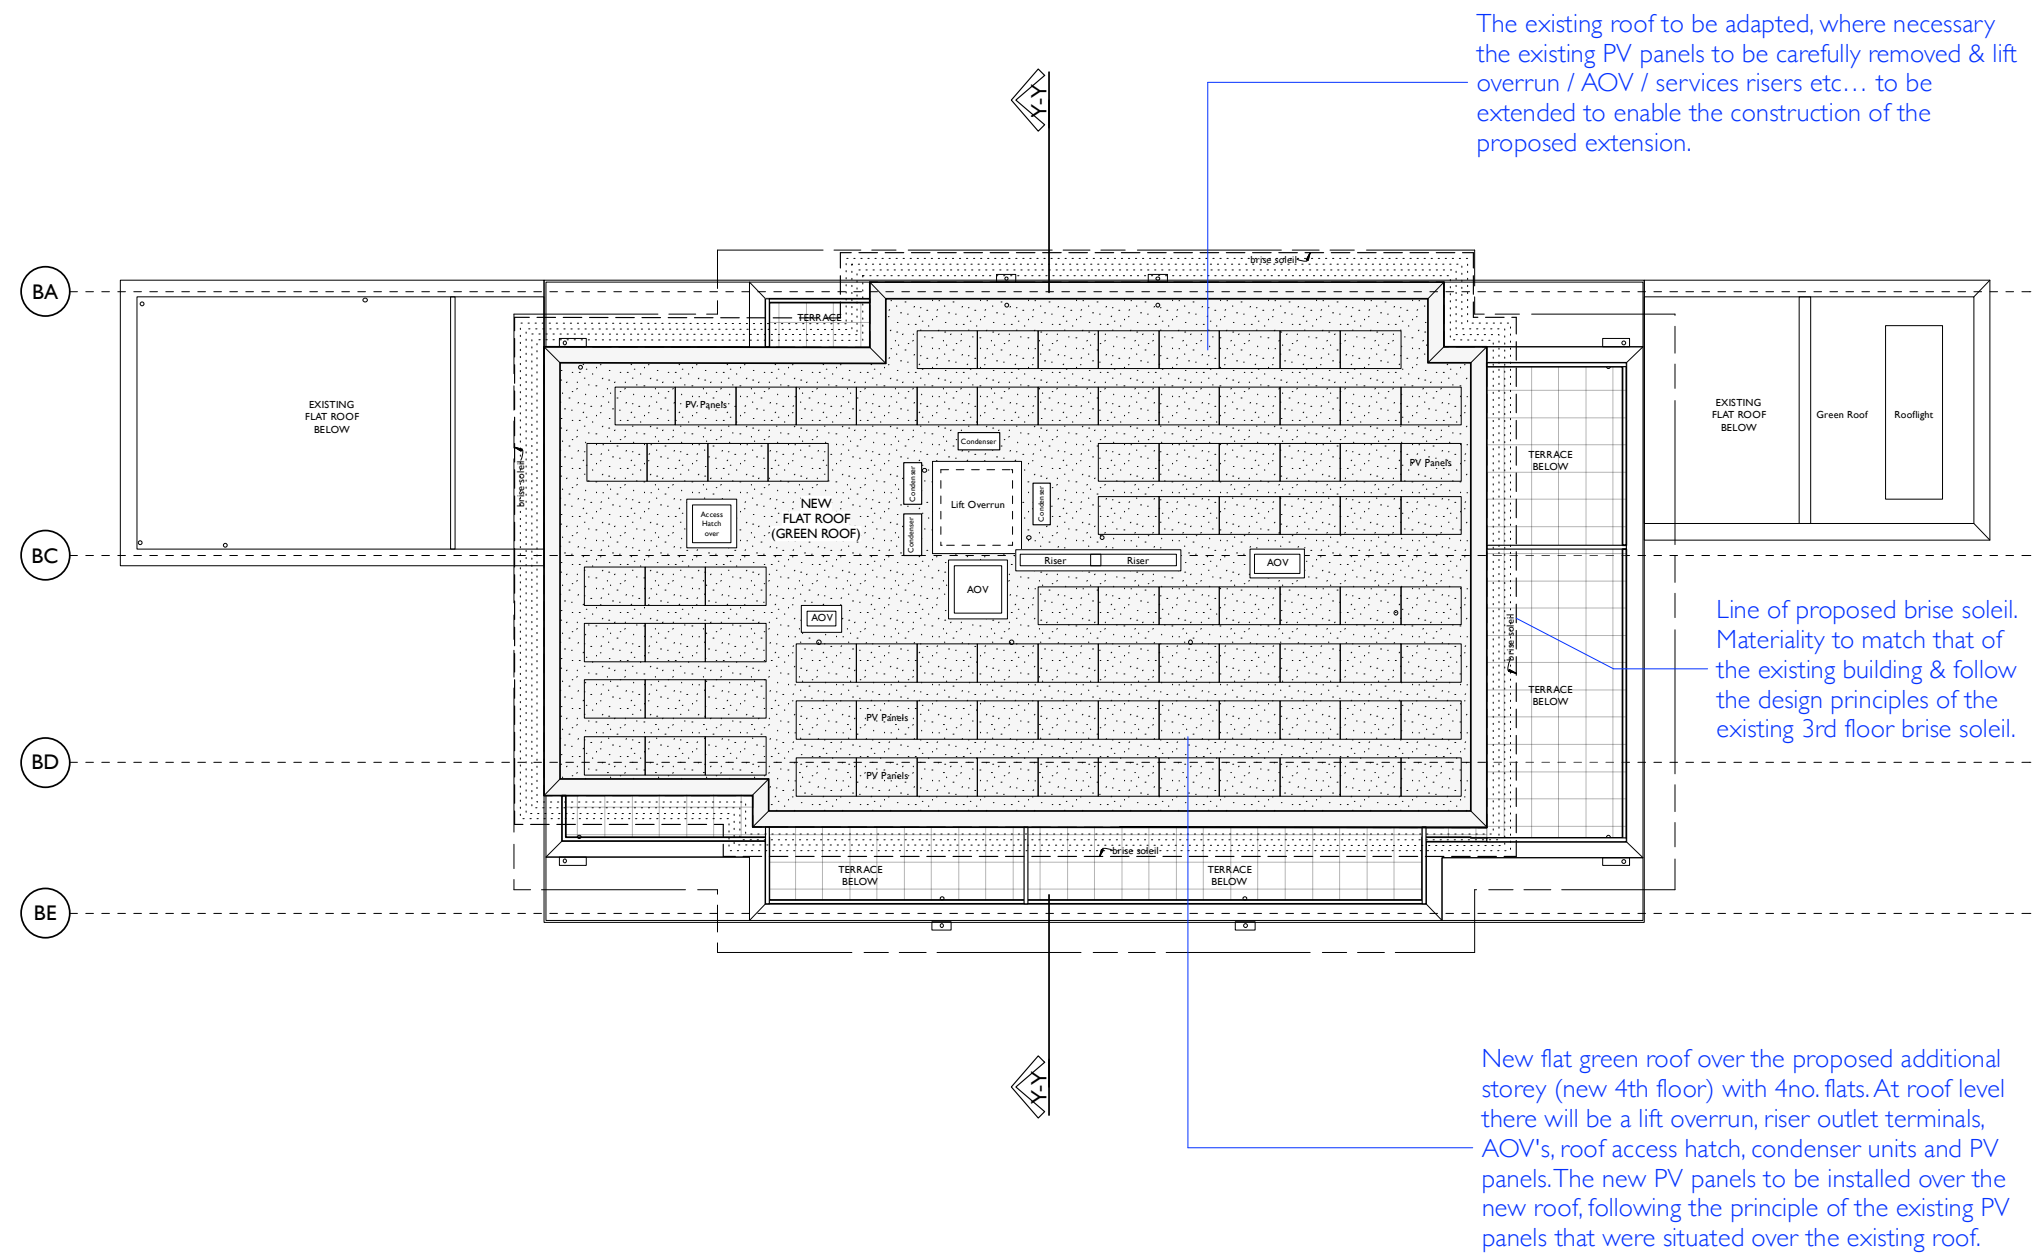 The existing roof to be adapted, where necessary
the existing PV panels to be carefully removed & lift
overrun / AOV / services risers etc... to be
extended to enable the construction of the
proposed extension.
Y-Y
brise soleil
BA
TERRACE
EXISTING
FLAT ROOF
BELOW
PV Panels
EXISTING
FLAT ROOF
BELOW
Green Roof
Rooflight
Condenser
TERRACE
BELOW
PV Panels
brise soleil
Condenser
Condenser
Lift Overrun
NEW
FLAT ROOF
(GREEN ROOF)
Access
Hatch
over
Condenser
BC
Riser
Riser
AOV
AOV
AOV
brise soleil
Line of proposed brise soleil.
Materiality to match that of
the existing building & follow
the design principles of the
existing 3rd floor brise soleil.
TERRACE
BELOW
PV Panels
BD
PV Panels
brise soleil
TERRACE
BELOW
TERRACE
BELOW
BE
Y-Y
New flat green roof over the proposed additional
storey (new 4th floor) with 4no. flats. At roof level
there will be a lift overrun, riser outlet terminals,
AOV's, roof access hatch, condenser units and PV
panels. The new PV panels to be installed over the
new roof, following the principle of the existing PV
panels that were situated over the existing roof.